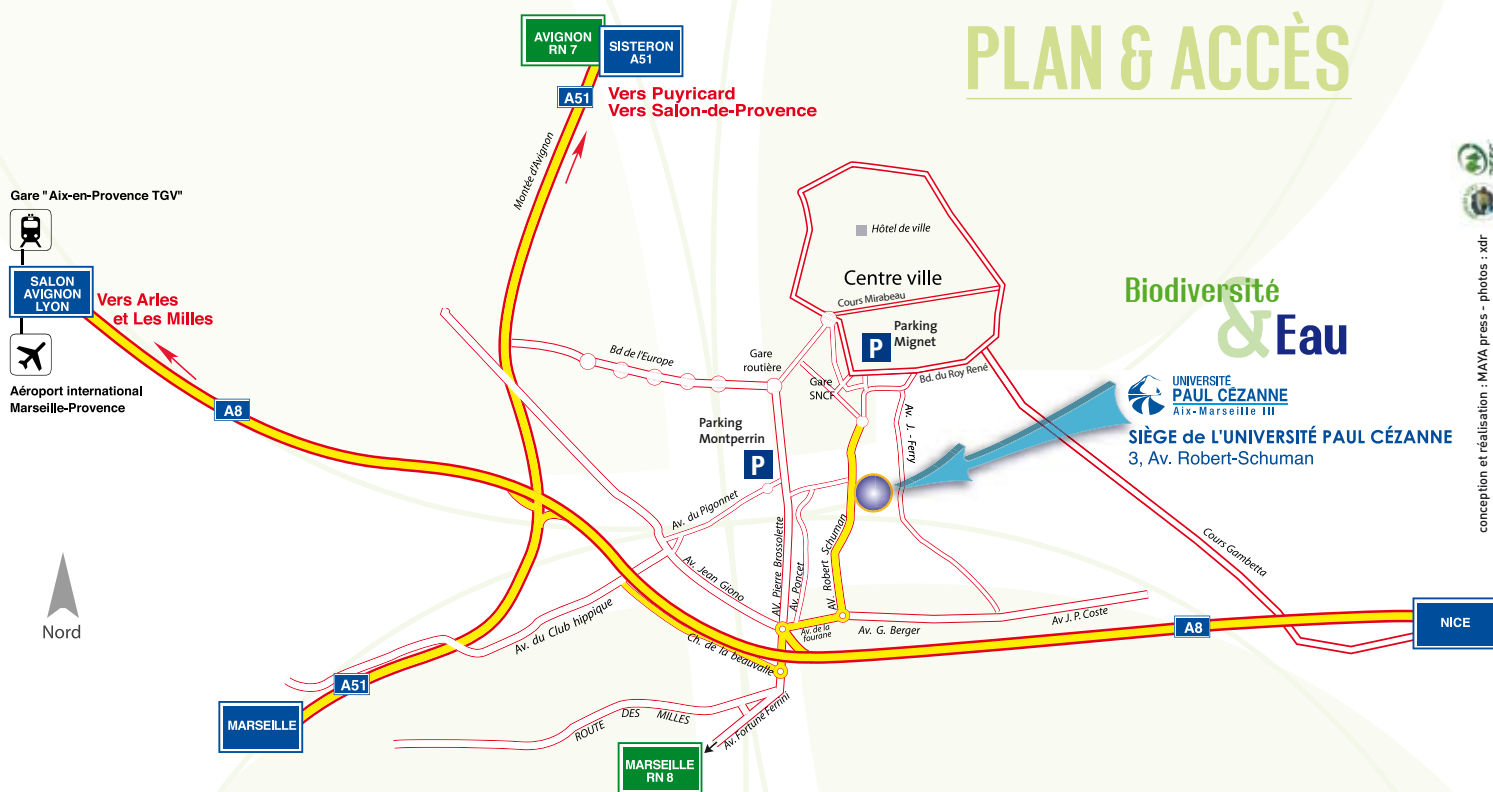 PLAN & ACCÈS
AVIGNON
RN 7
SISTERON
A51
A51
Vers Puyricard
Vers Salon-de-Provence
Montée d'Avignon
Gare "Aix-en-Provence TGV"
SALON
AVIGNON
LYON
Vers Arles
et Les Milles
Aéroport international
Marseille-Provence
A8
Hôtel de ville
Centre ville
Cours Mirabeau
Parking
Mignet
P
Bd de l'Europe
Gare
routière
Gare
SNCF
Bd. du Roy René
Biodiversité
&
Eau
UNIVERSITÉ
PAUL CÉZANNE
Aix-Marseille III
SIÈGE de L'UNIVERSITÉ PAUL CÉZANNE
3, Av. Robert-Schuman
conception et réalisation : MAYA press - photos : xdr
Parking
Montperrin
P
Av. J. - Ferry
Av. du Pigonnet
Av. Jean Giono
AV. Pierre Brossolette
Av. Poncet
AV. Robert Schuman
Cours Gambetta
Nord
Av. du Club hippique
Ch. de la beauvalle
Av. de la
fourane
Av. G. Berger
Av J. P. Coste
A8
NICE
A51
MARSEILLE
ROUTE DES MILLES
Av. Fortuné Ferrini
MARSEILLE
RN 8